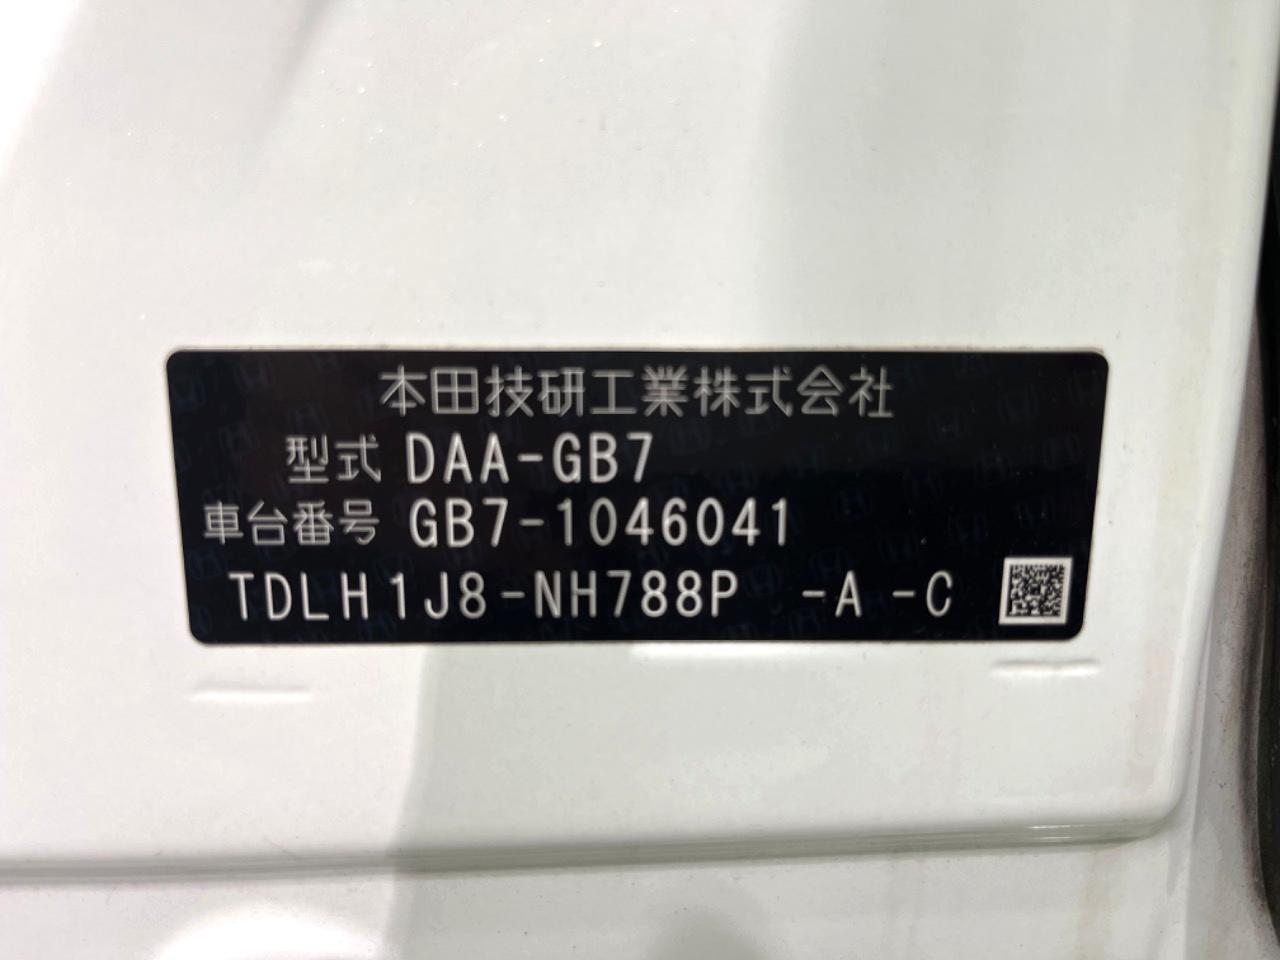 本田技研工業株式会社
型式 DAA-GB7
車台番号 GB7-1046041
TDLH1J8-NH788P -A -C